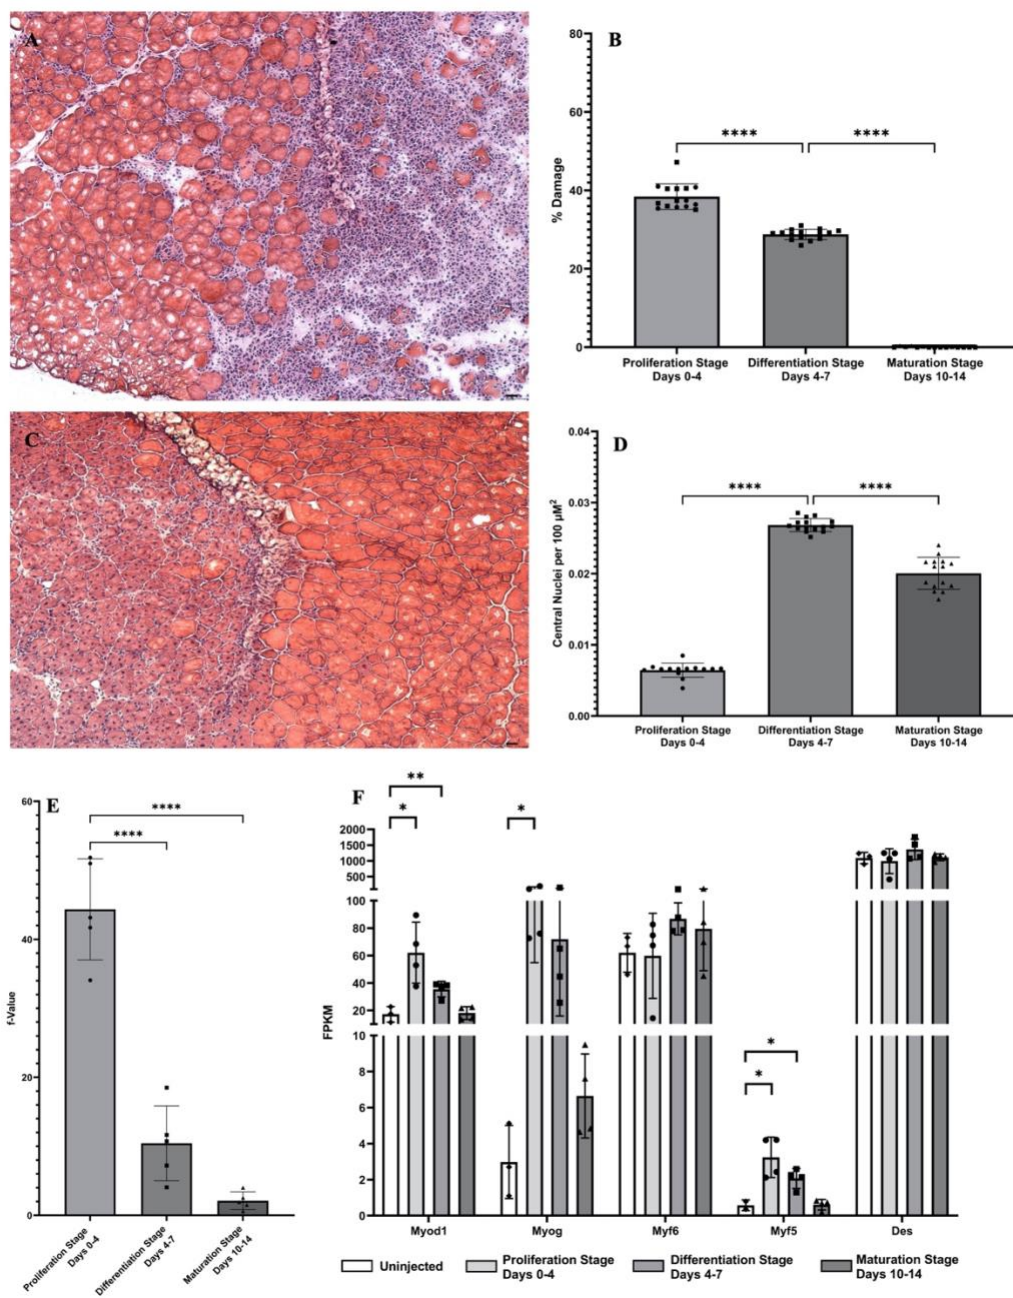 A
B
80
60
40
20
0
% Damage
****
****
Proliferation Stage
Days 0-4
Differentiation Stage
Days 4-7
Maturation Stage
Days 10-14
C
D
0.04
0.03
0.02
0.01
0.00
Central Nuclei per 100 µM²
****
****
Proliferation Stage
Days 0-4
Differentiation Stage
Days 4-7
Maturation Stage
Days 10-14
E
60
40
20
0
f-Value
****
****
Proliferation Stage
Days 0-4
Differentiation Stage
Days 4-7
Maturation Stage
Days 10-14
F
2000
1500
1000
500
100
80
60
40
20
10
8
6
4
2
0
FPKM
**
*
*
*
*
Myod1
Myog
Myf6
Myf5
Des
Uninjected
Proliferation Stage
Days 0-4
Differentiation Stage
Days 4-7
Maturation Stage
Days 10-14